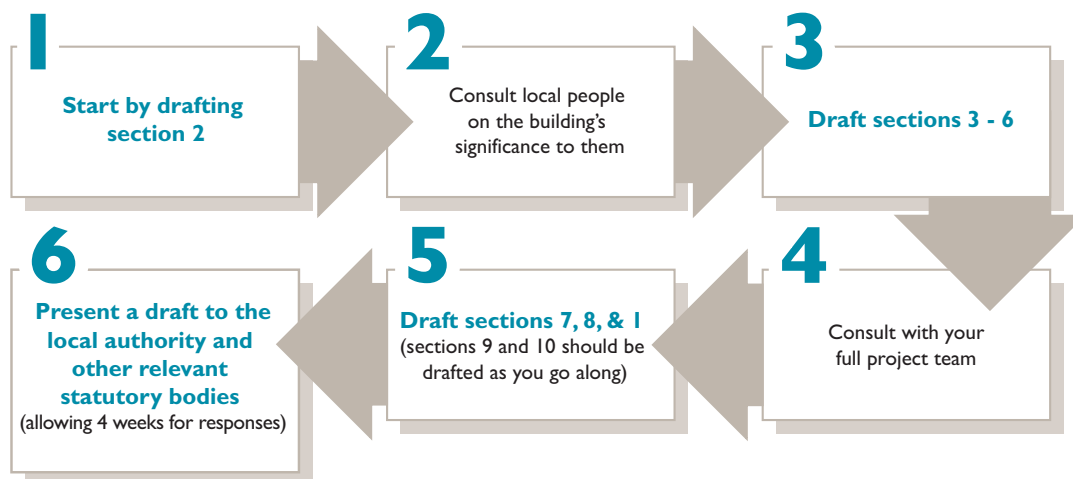 1
Start by drafting
section 2
2
Consult local people
on the building's
significance to them
3
Draft sections 3 - 6
4
Consult with your
full project team
5
Draft sections 7, 8, & 1
(sections 9 and 10 should be
drafted as you go along)
6
Present a draft to the
local authority and
other relevant
statutory bodies
(allowing 4 weeks for responses)